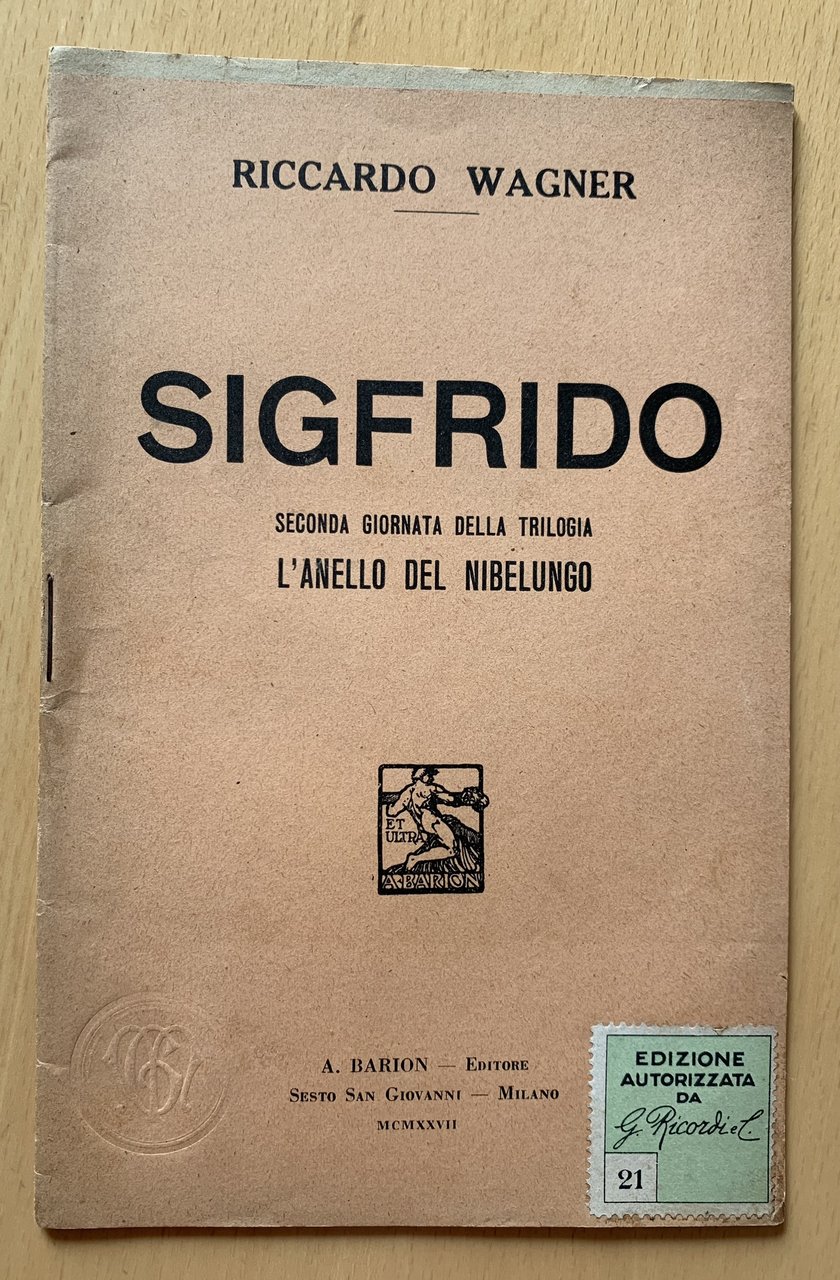 RICCARDO WAGNER
SIGFRIDO
SECONDA GIORNATA DELLA TRILOGIA
L'ANELLO DEL NIBELUNGO
ET
ULTRA
A·BARION
A. BARION — EDITORE
SESTO SAN GIOVANNI — MILANO
MCMXXVII
EDIZIONE
AUTORIZZATA
DA
G. Ricordi e C.
21